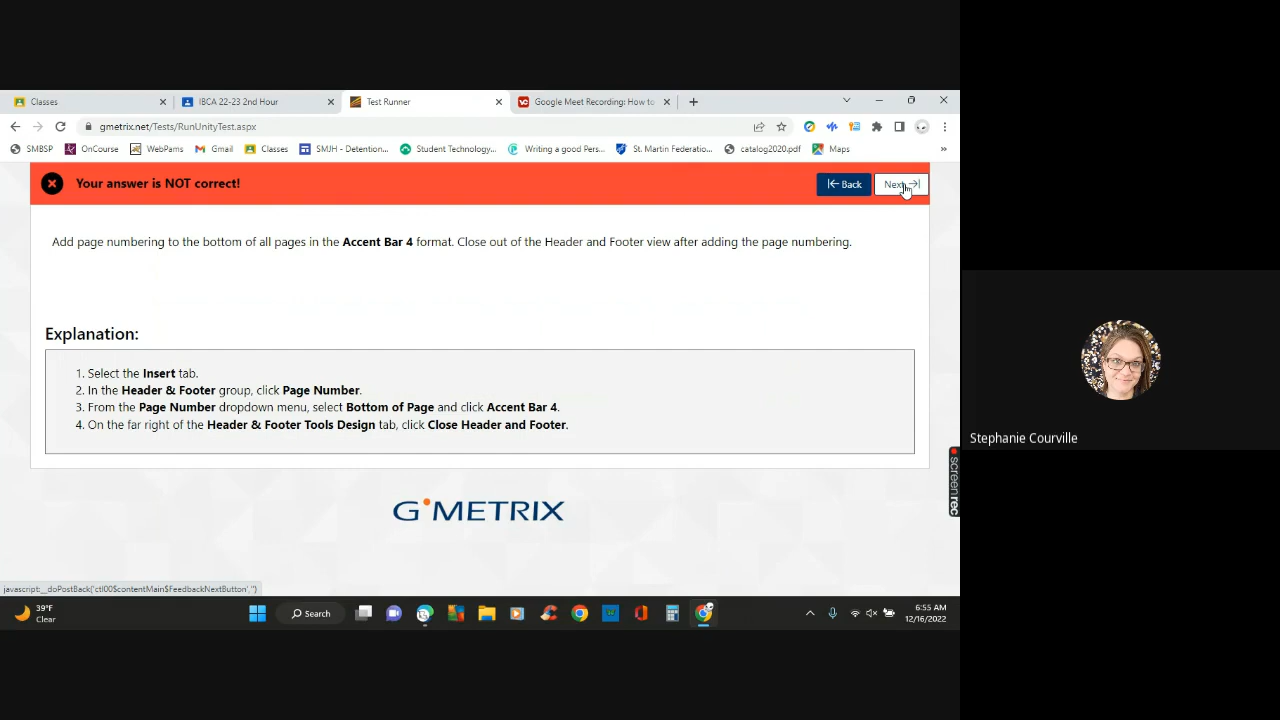 Classes
IBCA 22-23 2nd Hour
Test Runner
Google Meet Recording: How to
gmetrix.net/Tests/RunUnityTest.aspx
SMBSP
OnCourse
WebPams
Gmail
Classes
SMJH - Detention...
Student Technology...
Writing a good Pers...
St. Martin Federatio...
catalog2020.pdf
Maps
»
Your answer is NOT correct!
Back
Next
Add page numbering to the bottom of all pages in the Accent Bar 4 format. Close out of the Header and Footer view after adding the page numbering.
Explanation:
1. Select the Insert tab.
2. In the Header & Footer group, click Page Number.
3. From the Page Number dropdown menu, select Bottom of Page and click Accent Bar 4.
4. On the far right of the Header & Footer Tools Design tab, click Close Header and Footer.
GMETRIX
screenrec
Stephanie Courville
javascript:__doPostBack('ctl00$contentMain$FeedbackNextButton','')
39°F
Clear
Search
6:55 AM
12/16/2022